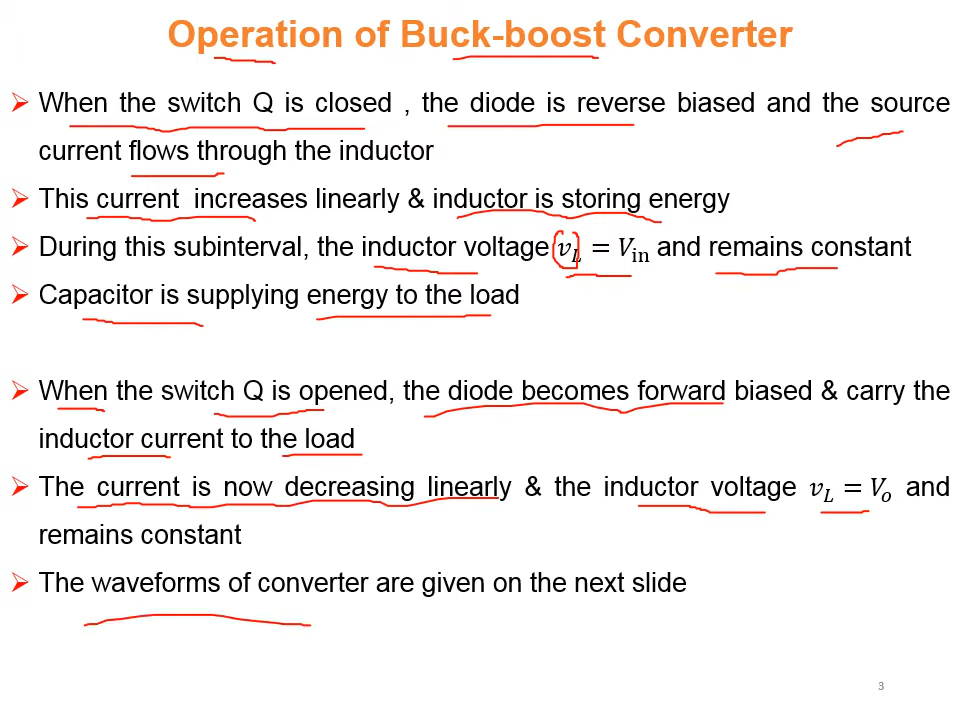 Operation of Buck-boost Converter
➢ When the switch Q is closed , the diode is reverse biased and the source
current flows through the inductor
➢ This current increases linearly & inductor is storing energy
➢ During this subinterval, the inductor voltage v_L = V_in and remains constant
➢ Capacitor is supplying energy to the load
➢ When the switch Q is opened, the diode becomes forward biased & carry the
inductor current to the load
➢ The current is now decreasing linearly & the inductor voltage v_L = V_o and
remains constant
➢ The waveforms of converter are given on the next slide
3